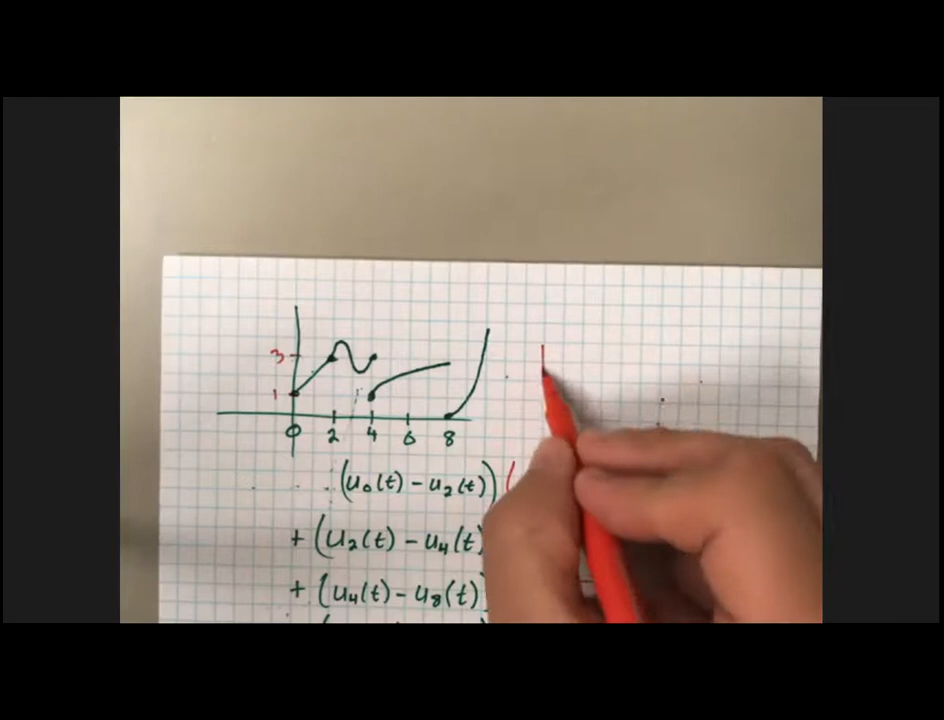 3
1
0 2 4 6 8
(u₀(t) - u₂(t)) (
+ (u₂(t) - u₄(t)
+ (u₄(t) - u₈(t)